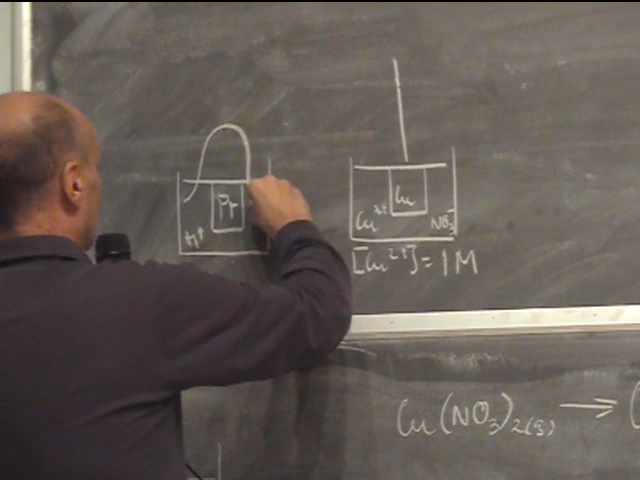 Pt
H⁺
Cu
Cu²⁺ NO₃⁻
[Cu²⁺] = 1M
Cu(NO₃)₂(s) →